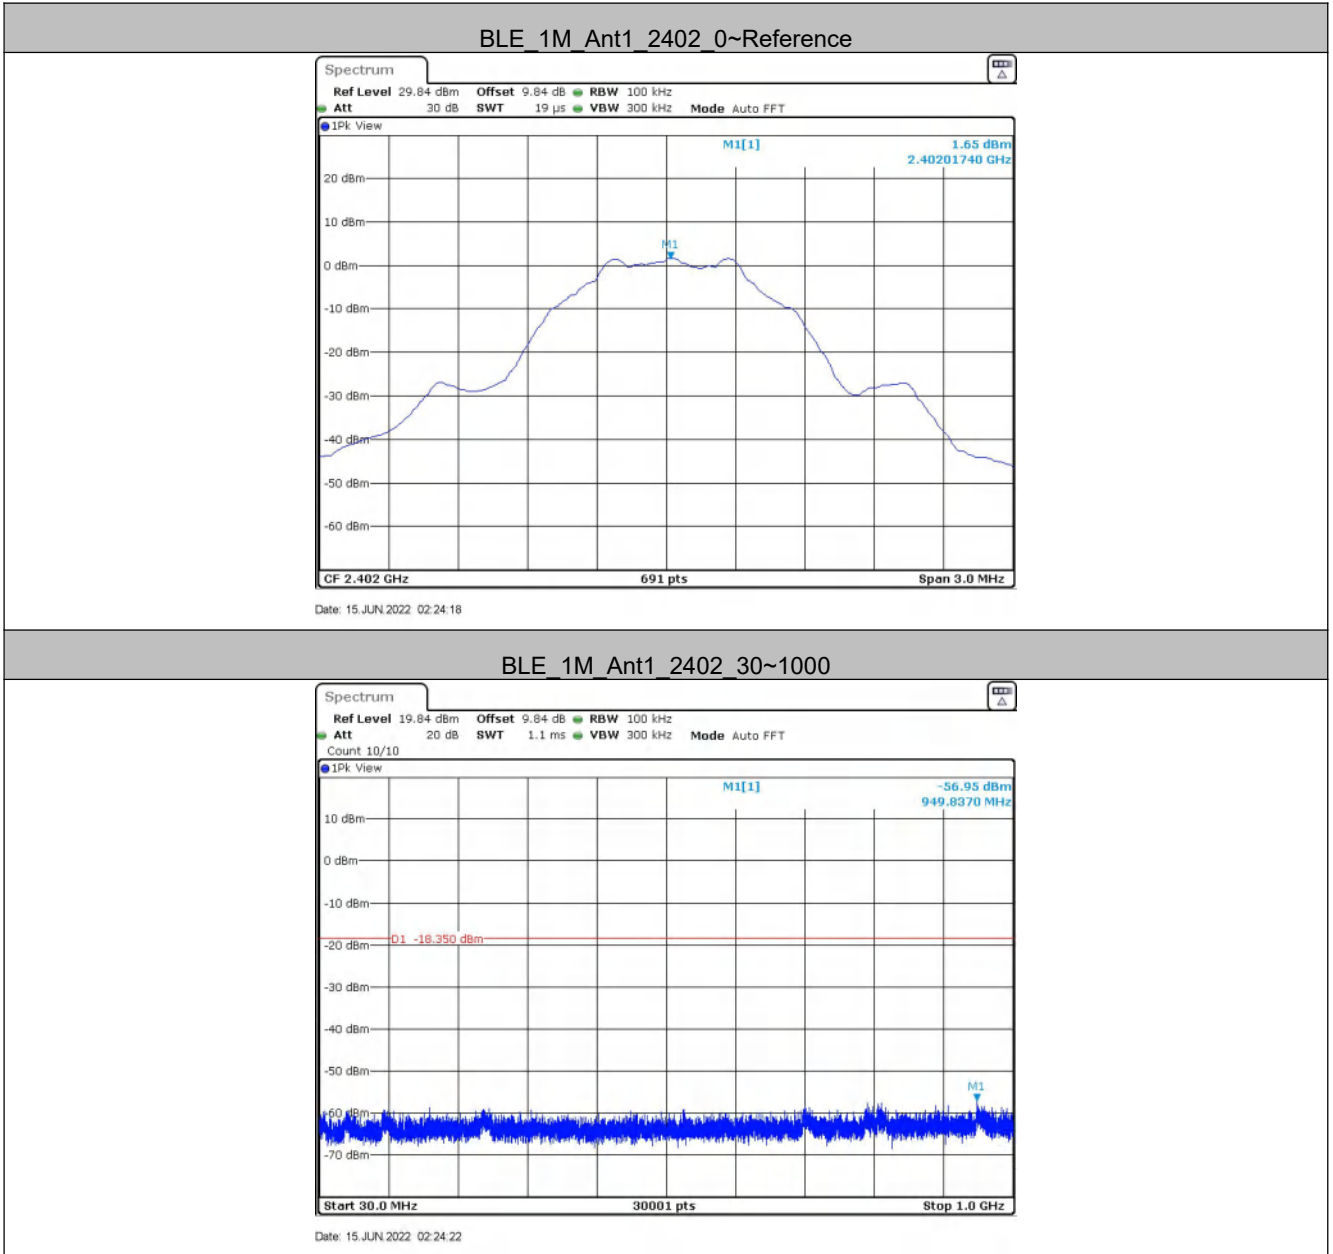 BLE_1M_Ant1_2402_0~Reference
Spectrum
Ref Level 29.84 dBm Offset 9.84 dB RBW 100 kHz
Att 30 dB SWT 19 µs VBW 300 kHz Mode Auto FFT
1Pk View
M1[1] 1.65 dBm
2.40201740 GHz
20 dBm
10 dBm
M1
0 dBm
-10 dBm
-20 dBm
-30 dBm
-40 dBm
-50 dBm
-60 dBm
CF 2.402 GHz 691 pts Span 3.0 MHz
Date: 15.JUN.2022 02:24:18
BLE_1M_Ant1_2402_30~1000
Spectrum
Ref Level 19.84 dBm Offset 9.84 dB RBW 100 kHz
Att 20 dB SWT 1.1 ms VBW 300 kHz Mode Auto FFT
Count 10/10
1Pk View
M1[1] -56.95 dBm
949.8370 MHz
10 dBm
0 dBm
-10 dBm
D1 -18.350 dBm
-20 dBm
-30 dBm
-40 dBm
-50 dBm
M1
-60 dBm
-70 dBm
Start 30.0 MHz 30001 pts Stop 1.0 GHz
Date: 15.JUN.2022 02:24:22